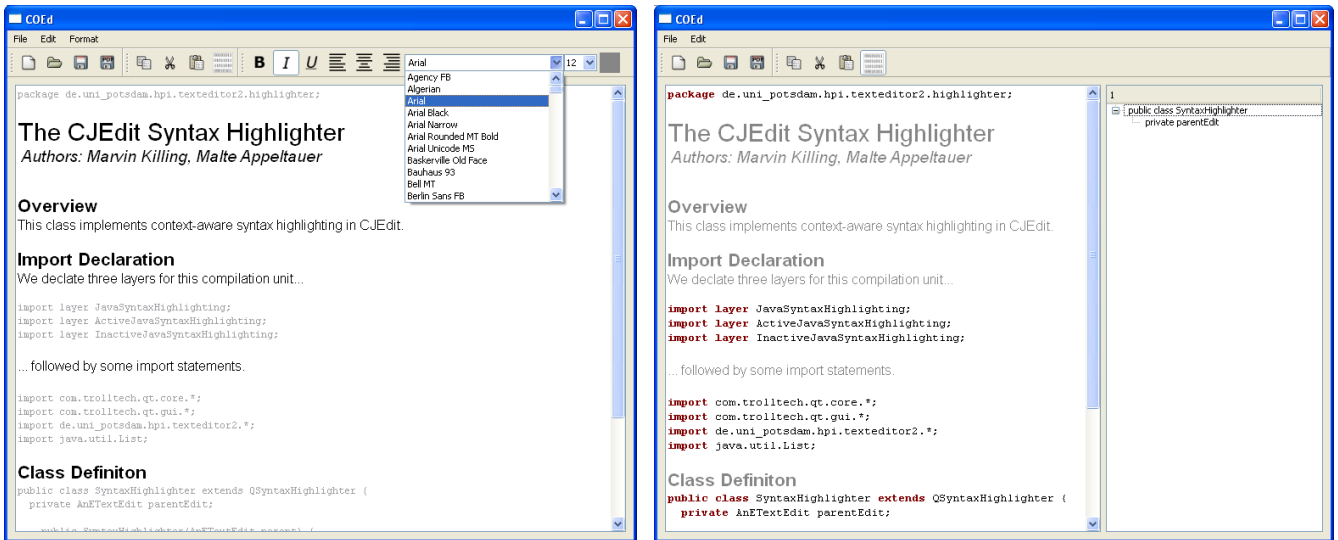 COEd
File Edit Format
B I U Arial 12
Agency FB
Algerian
Arial
Arial Black
Arial Narrow
Arial Rounded MT Bold
Arial Unicode MS
Baskerville Old Face
Bauhaus 93
Bell MT
Berlin Sans FB
package de.uni_potsdam.hpi.texteditor2.highlighter;
The CJEdit Syntax Highlighter
Authors: Marvin Killing, Malte Appeltauer
Overview
This class implements context-aware syntax highlighting in CJEdit.
Import Declaration
We declate three layers for this compilation unit...
import layer JavaSyntaxHighlighting;
import layer ActiveJavaSyntaxHighlighting;
import layer InactiveJavaSyntaxHighlighting;
... followed by some import statements.
import com.trolltech.qt.core.*;
import com.trolltech.qt.gui.*;
import de.uni_potsdam.hpi.texteditor2.*;
import java.util.List;
Class Definiton
public class SyntaxHighlighter extends QSyntaxHighlighter {
private AnETextEdit parentEdit;
public SyntaxHighlighter(AnETextEdit parent) {
COEd
File Edit
package de.uni_potsdam.hpi.texteditor2.highlighter;
The CJEdit Syntax Highlighter
Authors: Marvin Killing, Malte Appeltauer
Overview
This class implements context-aware syntax highlighting in CJEdit.
Import Declaration
We declate three layers for this compilation unit...
import layer JavaSyntaxHighlighting;
import layer ActiveJavaSyntaxHighlighting;
import layer InactiveJavaSyntaxHighlighting;
... followed by some import statements.
import com.trolltech.qt.core.*;
import com.trolltech.qt.gui.*;
import de.uni_potsdam.hpi.texteditor2.*;
import java.util.List;
Class Definiton
public class SyntaxHighlighter extends QSyntaxHighlighter {
private AnETextEdit parentEdit;
1
public class SyntaxHighlighter
private parentEdit